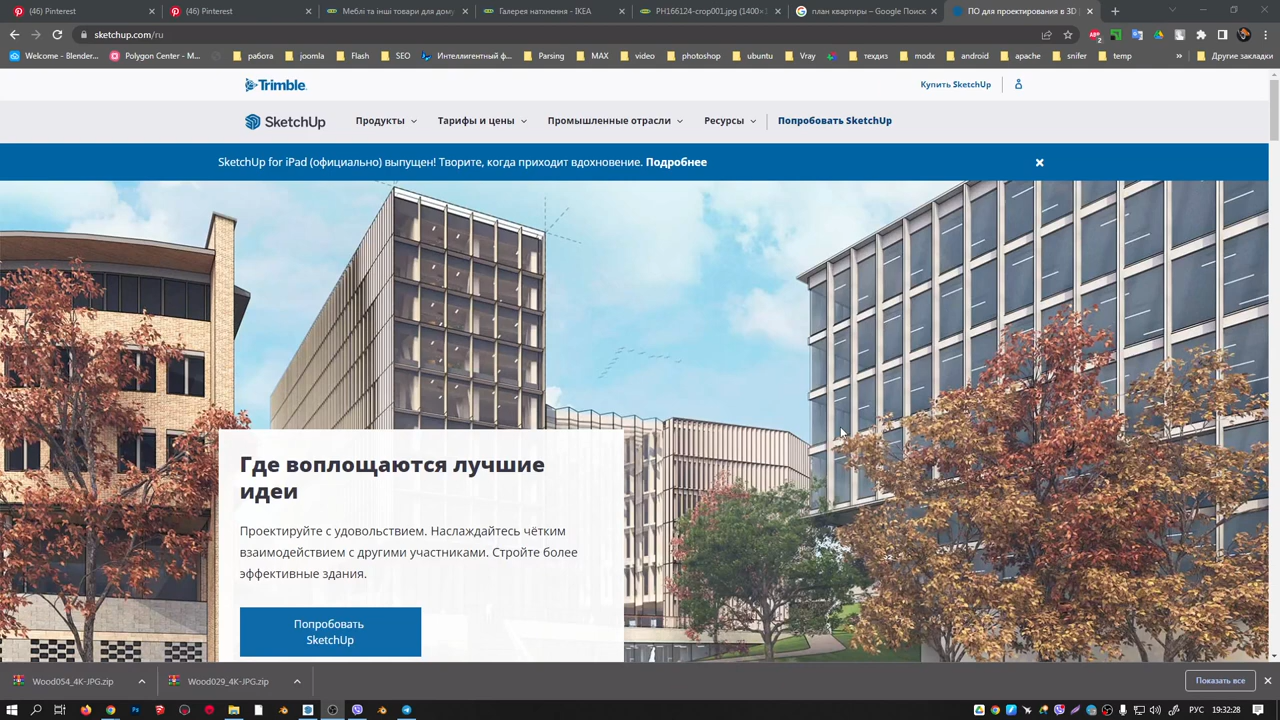 (46) Pinterest
(46) Pinterest
Меблі та інші товари для дому
Галерея натхнення - IKEA
PH166124-crop001.jpg (1400×
план квартиры – Google Поиск
ПО для проектирования в 3D
sketchup.com/ru
Welcome - Blender...
Polygon Center - M...
работа
joomla
Flash
SEO
Интеллигентный ф...
Parsing
MAX
video
photoshop
ubuntu
Vray
техдиз
modx
android
apache
snifer
temp
»
Другие закладки
Trimble
Купить SketchUp
SketchUp
Продукты
Тарифы и цены
Промышленные отрасли
Ресурсы
Попробовать SketchUp
SketchUp for iPad (официально) выпущен! Творите, когда приходит вдохновение. Подробнее
Где воплощаются лучшие
идеи
Проектируйте с удовольствием. Наслаждайтесь чётким
взаимодействием с другими участниками. Стройте более
эффективные здания.
Попробовать
SketchUp
Wood054_4K-JPG.zip
Wood029_4K-JPG.zip
Показать все
РУС
19:32:28